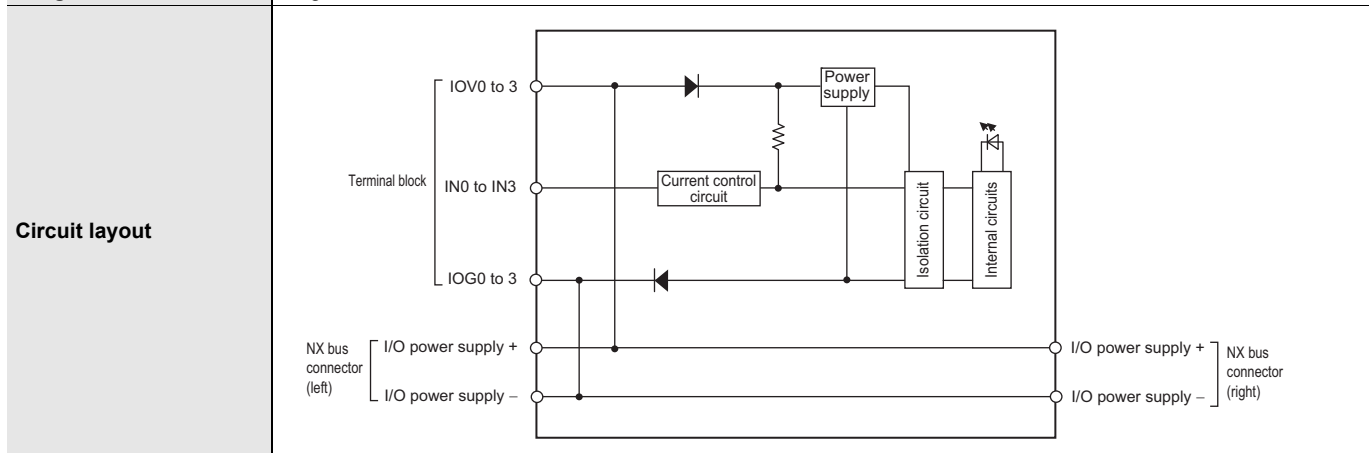 Circuit layout
Terminal block
IOV0 to 3
IN0 to IN3
IOG0 to 3
Power
supply
Current control
circuit
Isolation circuit
Internal circuits
NX bus
connector
(left)
I/O power supply +
I/O power supply −
I/O power supply +
I/O power supply −
NX bus
connector
(right)